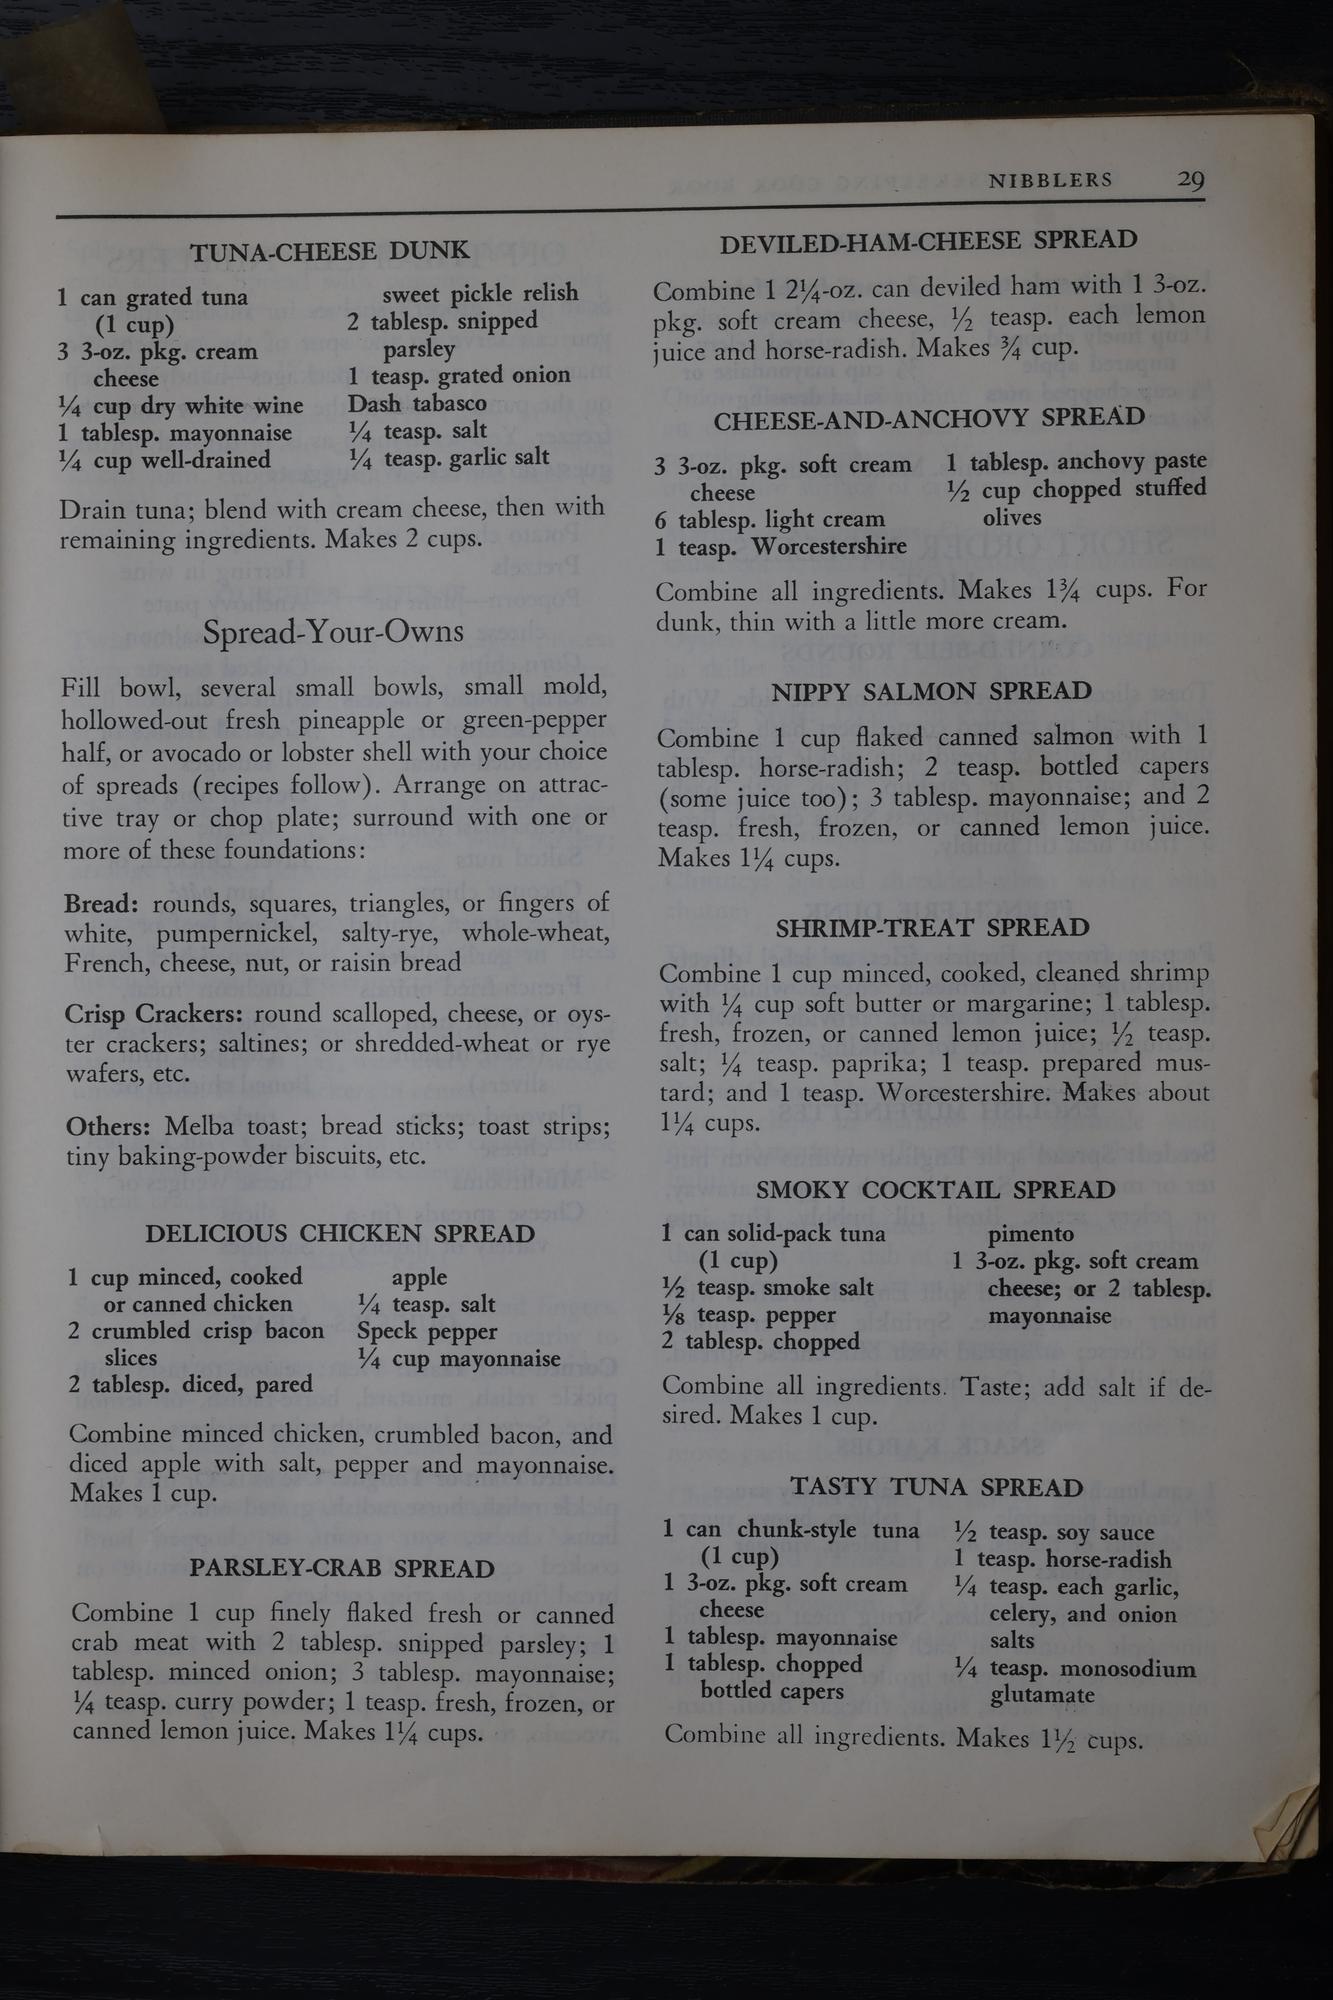 NIBBLERS 29
TUNA-CHEESE DUNK
1 can grated tuna
(1 cup)
3 3-oz. pkg. cream
cheese
¼ cup dry white wine
1 tablesp. mayonnaise
¼ cup well-drained
sweet pickle relish
2 tablesp. snipped
parsley
1 teasp. grated onion
Dash tabasco
¼ teasp. salt
¼ teasp. garlic salt
Drain tuna; blend with cream cheese, then with
remaining ingredients. Makes 2 cups.
Spread-Your-Owns
Fill bowl, several small bowls, small mold,
hollowed-out fresh pineapple or green-pepper
half, or avocado or lobster shell with your choice
of spreads (recipes follow). Arrange on attrac-
tive tray or chop plate; surround with one or
more of these foundations:
Bread: rounds, squares, triangles, or fingers of
white, pumpernickel, salty-rye, whole-wheat,
French, cheese, nut, or raisin bread
Crisp Crackers: round scalloped, cheese, or oys-
ter crackers; saltines; or shredded-wheat or rye
wafers, etc.
Others: Melba toast; bread sticks; toast strips;
tiny baking-powder biscuits, etc.
DELICIOUS CHICKEN SPREAD
1 cup minced, cooked
or canned chicken
2 crumbled crisp bacon
slices
2 tablesp. diced, pared
apple
¼ teasp. salt
Speck pepper
¼ cup mayonnaise
Combine minced chicken, crumbled bacon, and
diced apple with salt, pepper and mayonnaise.
Makes 1 cup.
PARSLEY-CRAB SPREAD
Combine 1 cup finely flaked fresh or canned
crab meat with 2 tablesp. snipped parsley; 1
tablesp. minced onion; 3 tablesp. mayonnaise;
¼ teasp. curry powder; 1 teasp. fresh, frozen, or
canned lemon juice. Makes 1¼ cups.
DEVILED-HAM-CHEESE SPREAD
Combine 1 2¼-oz. can deviled ham with 1 3-oz.
pkg. soft cream cheese, ½ teasp. each lemon
juice and horse-radish. Makes ¾ cup.
CHEESE-AND-ANCHOVY SPREAD
3 3-oz. pkg. soft cream
cheese
6 tablesp. light cream
1 teasp. Worcestershire
1 tablesp. anchovy paste
½ cup chopped stuffed
olives
Combine all ingredients. Makes 1¾ cups. For
dunk, thin with a little more cream.
NIPPY SALMON SPREAD
Combine 1 cup flaked canned salmon with 1
tablesp. horse-radish; 2 teasp. bottled capers
(some juice too); 3 tablesp. mayonnaise; and 2
teasp. fresh, frozen, or canned lemon juice.
Makes 1¼ cups.
SHRIMP-TREAT SPREAD
Combine 1 cup minced, cooked, cleaned shrimp
with ¼ cup soft butter or margarine; 1 tablesp.
fresh, frozen, or canned lemon juice; ½ teasp.
salt; ¼ teasp. paprika; 1 teasp. prepared mus-
tard; and 1 teasp. Worcestershire. Makes about
1¼ cups.
SMOKY COCKTAIL SPREAD
1 can solid-pack tuna
(1 cup)
½ teasp. smoke salt
⅛ teasp. pepper
2 tablesp. chopped
pimento
1 3-oz. pkg. soft cream
cheese; or 2 tablesp.
mayonnaise
Combine all ingredients. Taste; add salt if de-
sired. Makes 1 cup.
TASTY TUNA SPREAD
1 can chunk-style tuna
(1 cup)
1 3-oz. pkg. soft cream
cheese
1 tablesp. mayonnaise
1 tablesp. chopped
bottled capers
½ teasp. soy sauce
1 teasp. horse-radish
¼ teasp. each garlic,
celery, and onion
salts
¼ teasp. monosodium
glutamate
Combine all ingredients. Makes 1½ cups.